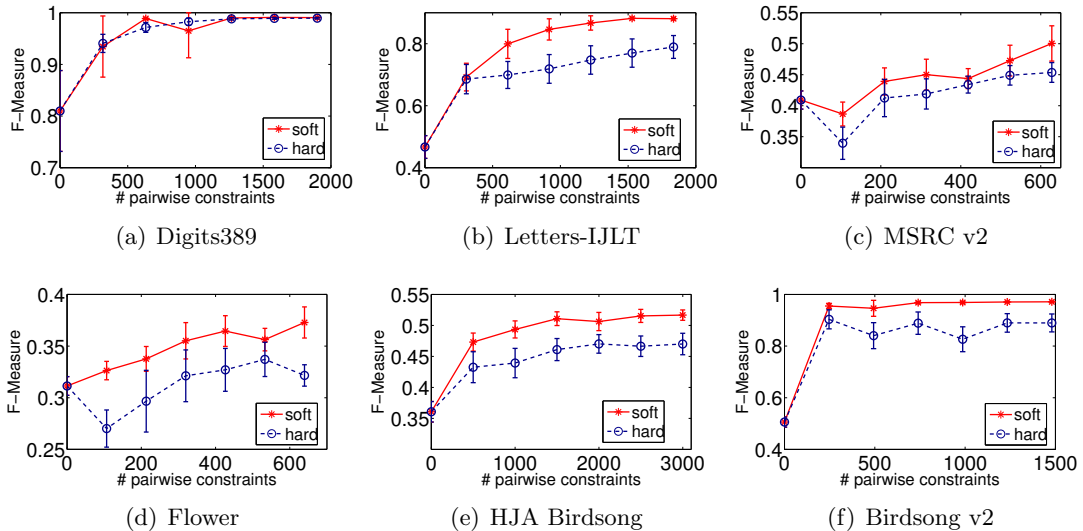 1
0.9
0.8
0.7
0 500 1000 1500 2000
F−Measure
# pairwise constraints
soft
hard
(a) Digits389
0.8
0.6
0.4
0 500 1000 1500 2000
F−Measure
# pairwise constraints
soft
hard
(b) Letters-IJLT
0.55
0.5
0.45
0.4
0.35
0 200 400 600
F−Measure
# pairwise constraints
soft
hard
(c) MSRC v2
0.4
0.35
0.3
0.25
0 200 400 600
F−Measure
# pairwise constraints
soft
hard
(d) Flower
0.55
0.5
0.45
0.4
0.35
0 500 1000 1500 2000 2500 3000
F−Measure
# pairwise constraints
soft
hard
(e) HJA Birdsong
1
0.8
0.6
0.4
0 500 1000 1500
F−Measure
# pairwise constraints
soft
hard
(f) Birdsong v2